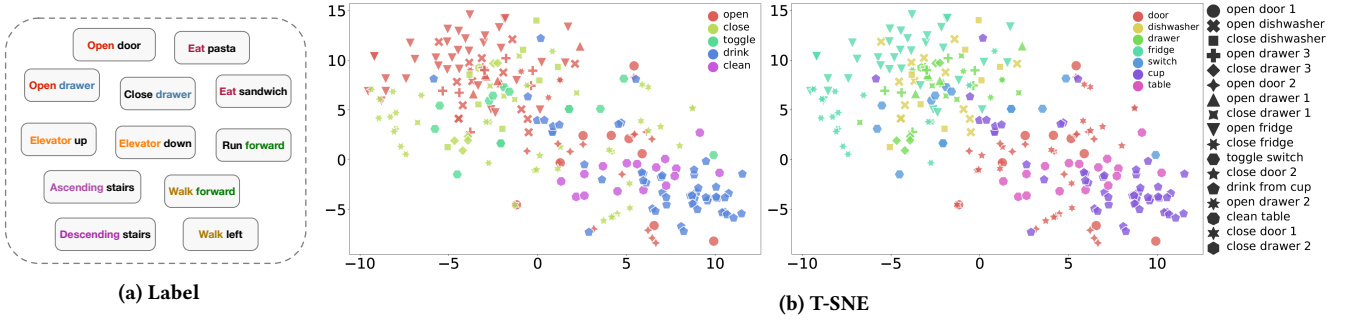 Open door
Eat pasta
Open drawer
Close drawer
Eat sandwich
Elevator up
Elevator down
Run forward
Ascending stairs
Walk forward
Descending stairs
Walk left
(a) Label
15
10
5
0
−5
−10
−5
0
5
10
open
close
toggle
drink
clean
15
10
5
0
−5
−10
−5
0
5
10
door
dishwasher
drawer
fridge
switch
cup
table
open door 1
open dishwasher
close dishwasher
open drawer 3
close drawer 3
open door 2
open drawer 1
close drawer 1
open fridge
close fridge
toggle switch
close door 2
drink from cup
open drawer 2
clean table
close door 1
close drawer 2
(b) T-SNE